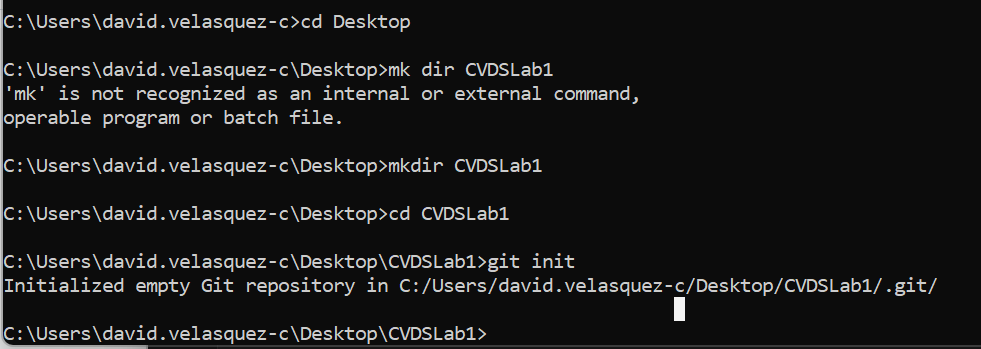 C:\Users\david.velasquez-c>cd Desktop
C:\Users\david.velasquez-c\Desktop>mk dir CVDSLab1
'mk' is not recognized as an internal or external command,
operable program or batch file.
C:\Users\david.velasquez-c\Desktop>mkdir CVDSLab1
C:\Users\david.velasquez-c\Desktop>cd CVDSLab1
C:\Users\david.velasquez-c\Desktop\CVDSLab1>git init
Initialized empty Git repository in C:/Users/david.velasquez-c/Desktop/CVDSLab1/.git/
C:\Users\david.velasquez-c\Desktop\CVDSLab1>